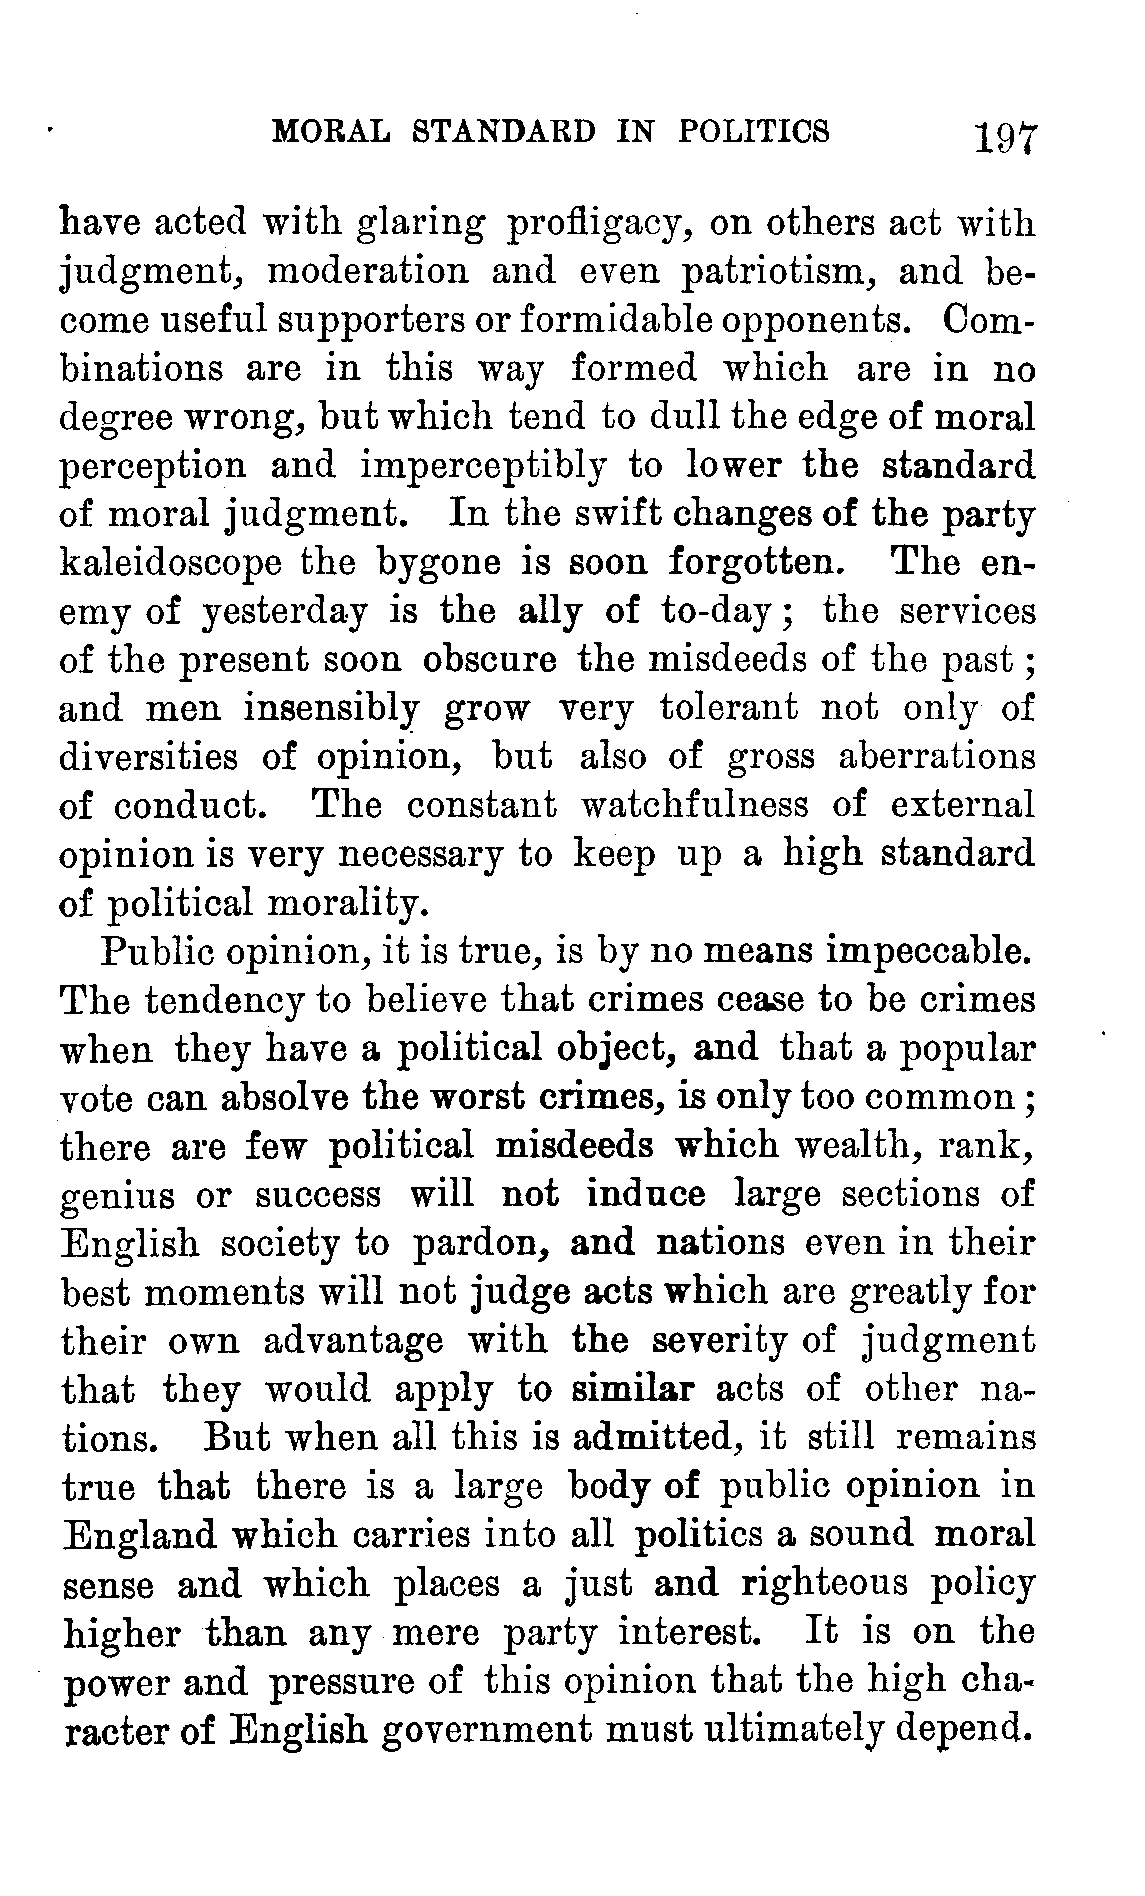 MORAL STANDARD IN POLITICS 197
have acted with glaring profligacy, on others act with
judgment, moderation and even patriotism, and be-
come useful supporters or formidable opponents. Com-
binations are in this way formed which are in no
degree wrong, but which tend to dull the edge of moral
perception and imperceptibly to lower the standard
of moral judgment. In the swift changes of the party
kaleidoscope the bygone is soon forgotten. The en-
emy of yesterday is the ally of to-day; the services
of the present soon obscure the misdeeds of the past;
and men insensibly grow very tolerant not only of
diversities of opinion, but also of gross aberrations
of conduct. The constant watchfulness of external
opinion is very necessary to keep up a high standard
of political morality.
Public opinion, it is true, is by no means impeccable.
The tendency to believe that crimes cease to be crimes
when they have a political object, and that a popular
vote can absolve the worst crimes, is only too common;
there are few political misdeeds which wealth, rank,
genius or success will not induce large sections of
English society to pardon, and nations even in their
best moments will not judge acts which are greatly for
their own advantage with the severity of judgment
that they would apply to similar acts of other na-
tions. But when all this is admitted, it still remains
true that there is a large body of public opinion in
England which carries into all politics a sound moral
sense and which places a just and righteous policy
higher than any mere party interest. It is on the
power and pressure of this opinion that the high cha-
racter of English government must ultimately depend.